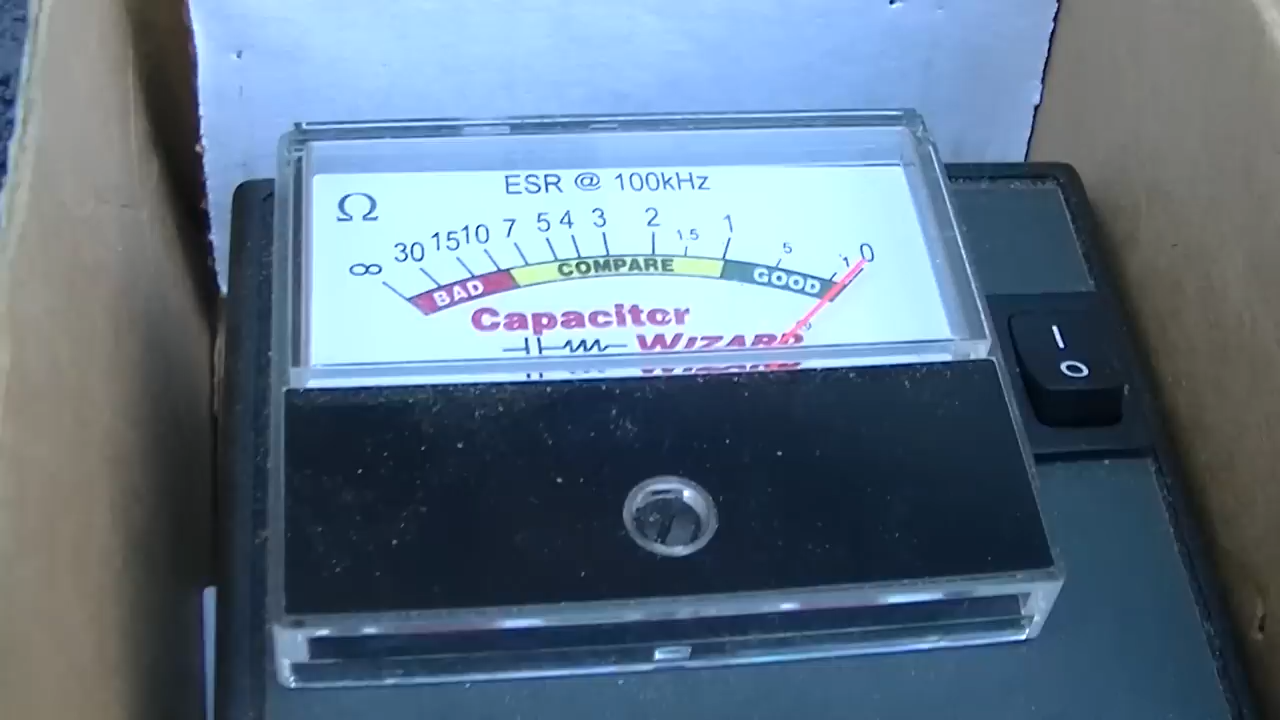 ESR @ 100kHz
Ω
∞ 30 15 10 7 5 4 3 2 1.5 1 .5 .1 0
BAD COMPARE GOOD
Capacitor
WIZARD
I
O